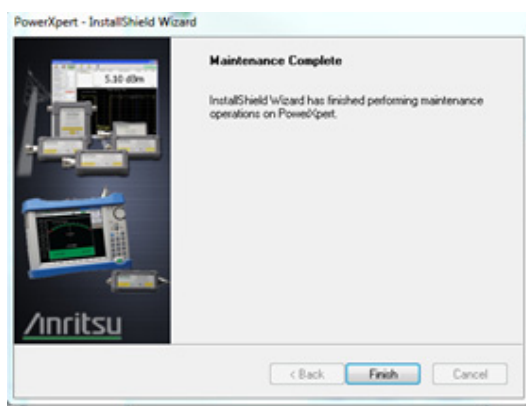 PowerXpert - InstallShield Wizard
5.10 dBm
Maintenance Complete
InstallShield Wizard has finished performing maintenance
operations on PowerXpert.
Anritsu
< Back
Finish
Cancel